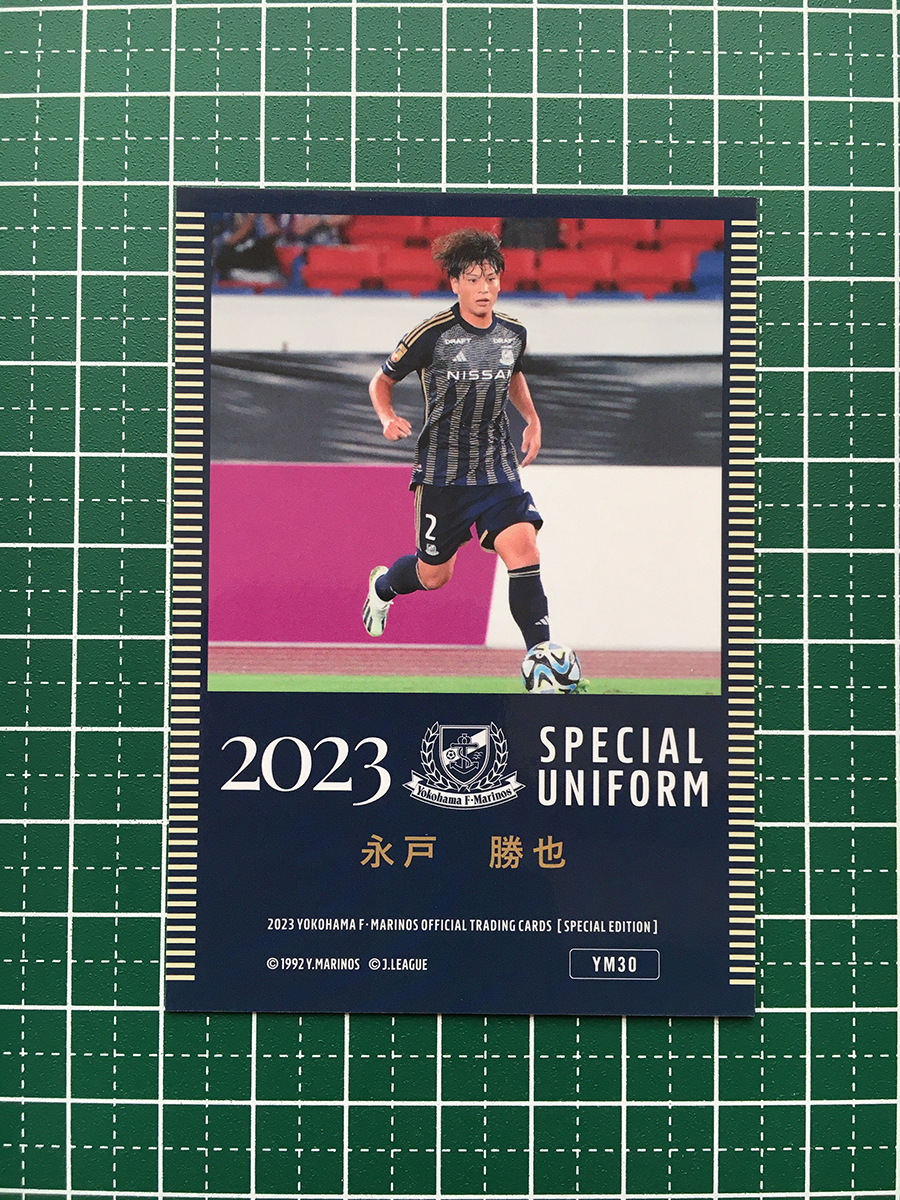 DRAFT DRAFT
NISSAN
2
2023
Yokohama F·Marinos
SPECIAL
UNIFORM
永戸 勝也
2023 YOKOHAMA F·MARINOS OFFICIAL TRADING CARDS [SPECIAL EDITION]
©1992 Y.MARINOS ©J.LEAGUE
YM30